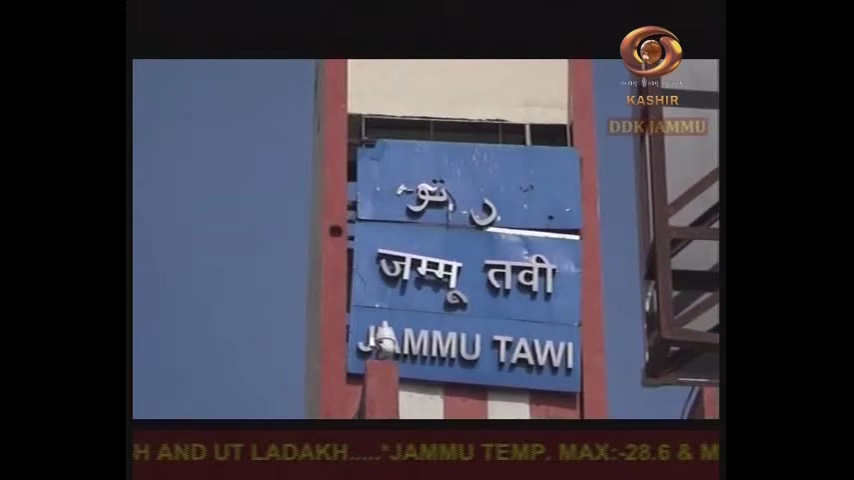 KASHIR
DDK JAMMU
जम्मू तवी
JAMMU TAWI
H AND UT LADAKH.....“JAMMU TEMP. MAX:-28.6 & M